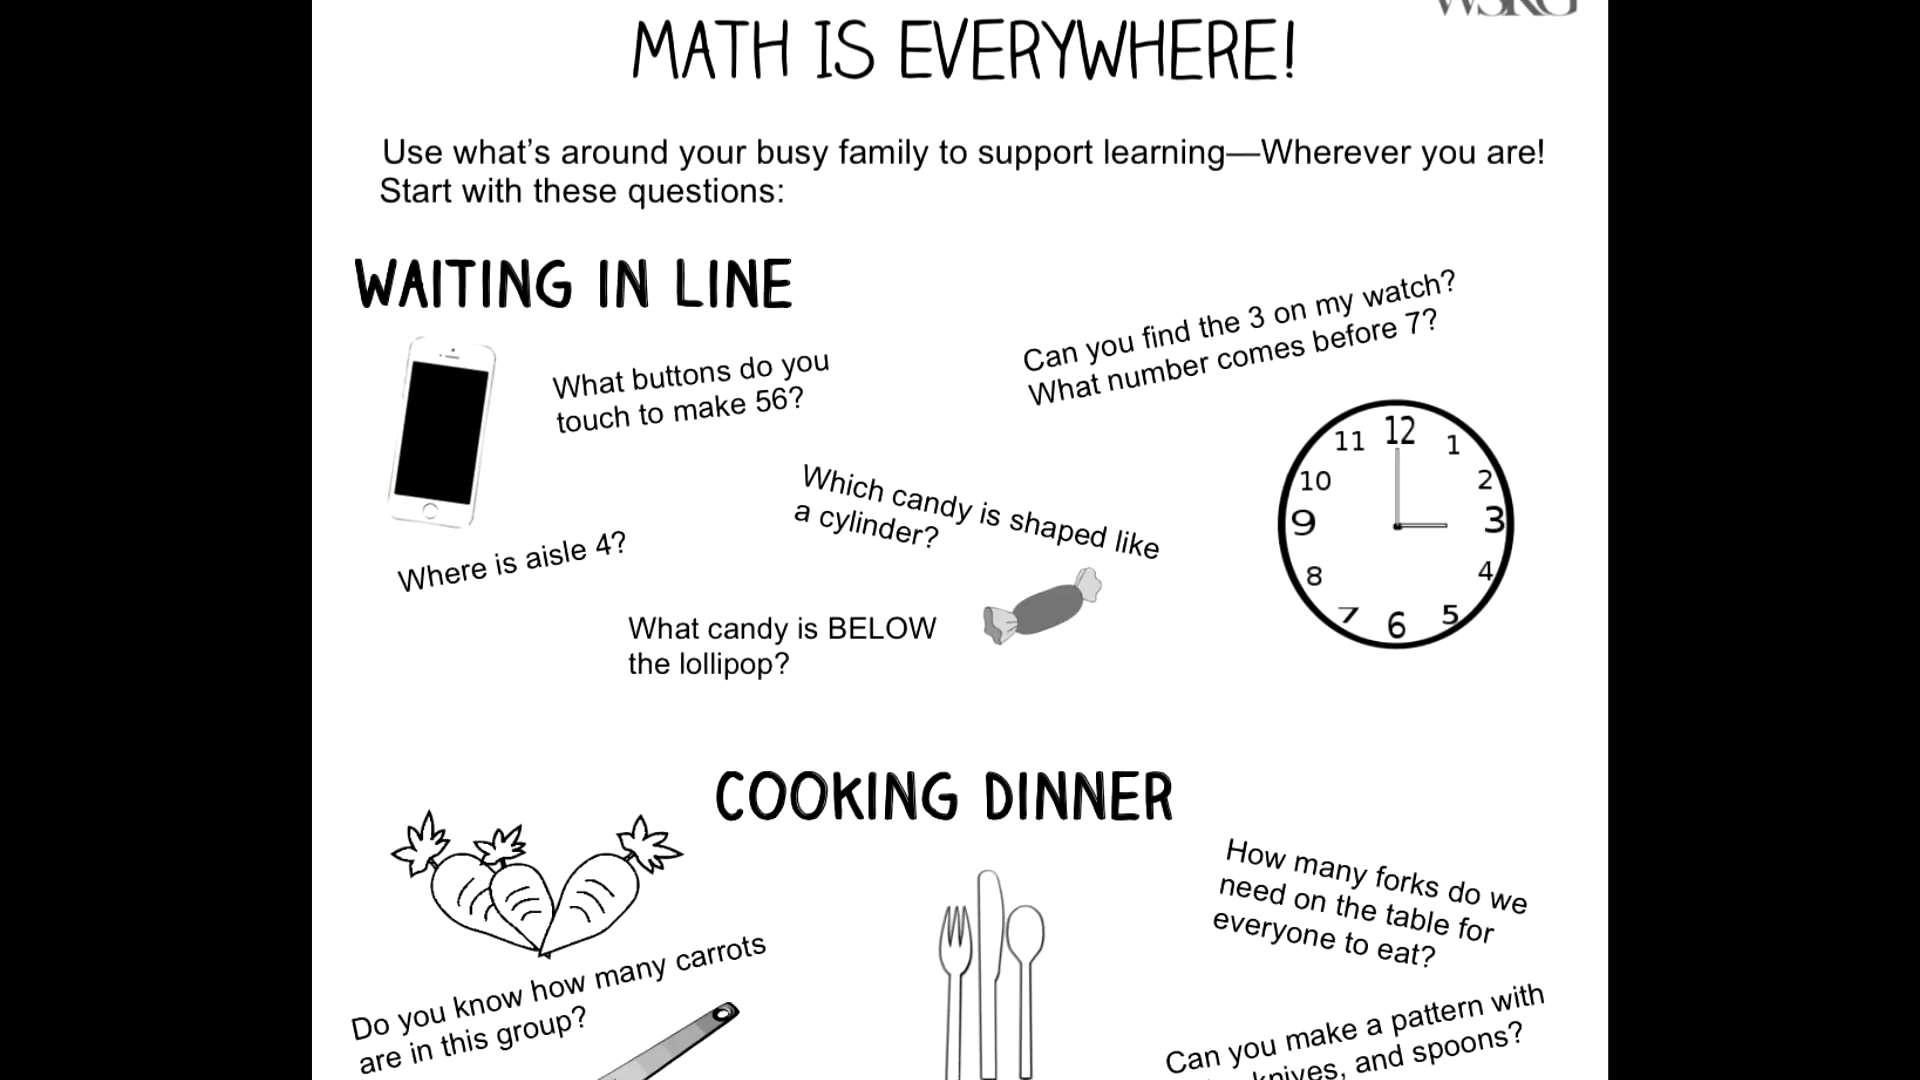 WSKG
MATH IS EVERYWHERE!
Use what’s around your busy family to support learning—Wherever you are!
Start with these questions:
WAITING IN LINE
Can you find the 3 on my watch?
What number comes before 7?
What buttons do you
touch to make 56?
12
11
1
10
2
9
3
8
4
7
6
5
Which candy is shaped like
a cylinder?
Where is aisle 4?
What candy is BELOW
the lollipop?
COOKING DINNER
How many forks do we
need on the table for
everyone to eat?
Do you know how many carrots
are in this group?
Can you make a pattern with
knives, and spoons?